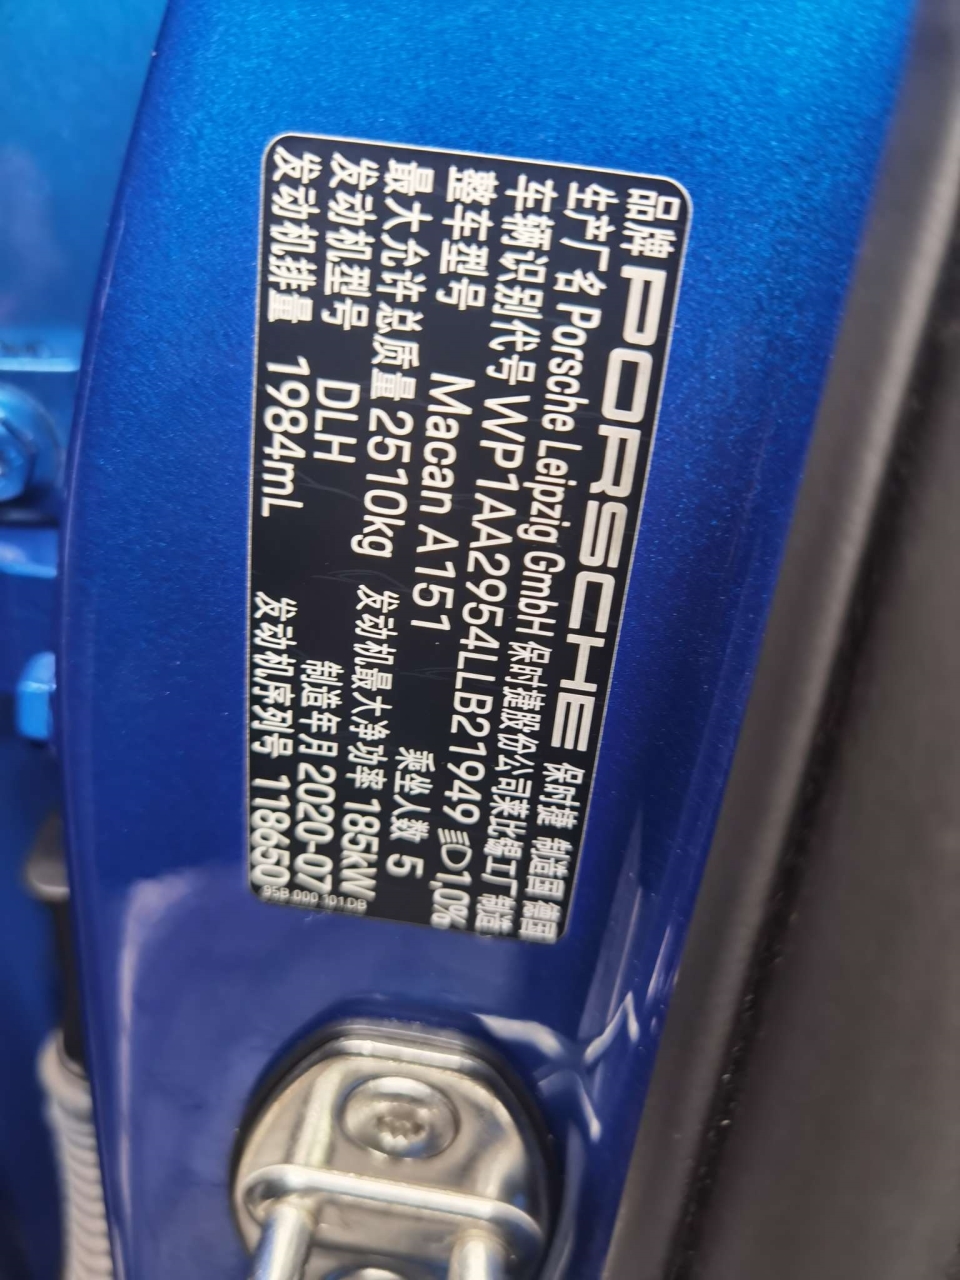 品牌 PORSCHE 保时捷 制造国 德国
生产厂名 Porsche Leipzig GmbH 保时捷股份公司莱比锡工厂 制造
车辆识别代号 WP1AA2954LLB21949 1,0%
整车型号 Macan A151 乘坐人数 5
最大允许总质量 2510kg 发动机最大净功率 185kW
发动机型号 DLH 制造年月 2020-07
发动机排量 1984mL 发动机序列号 118650
95B.000.101.DB